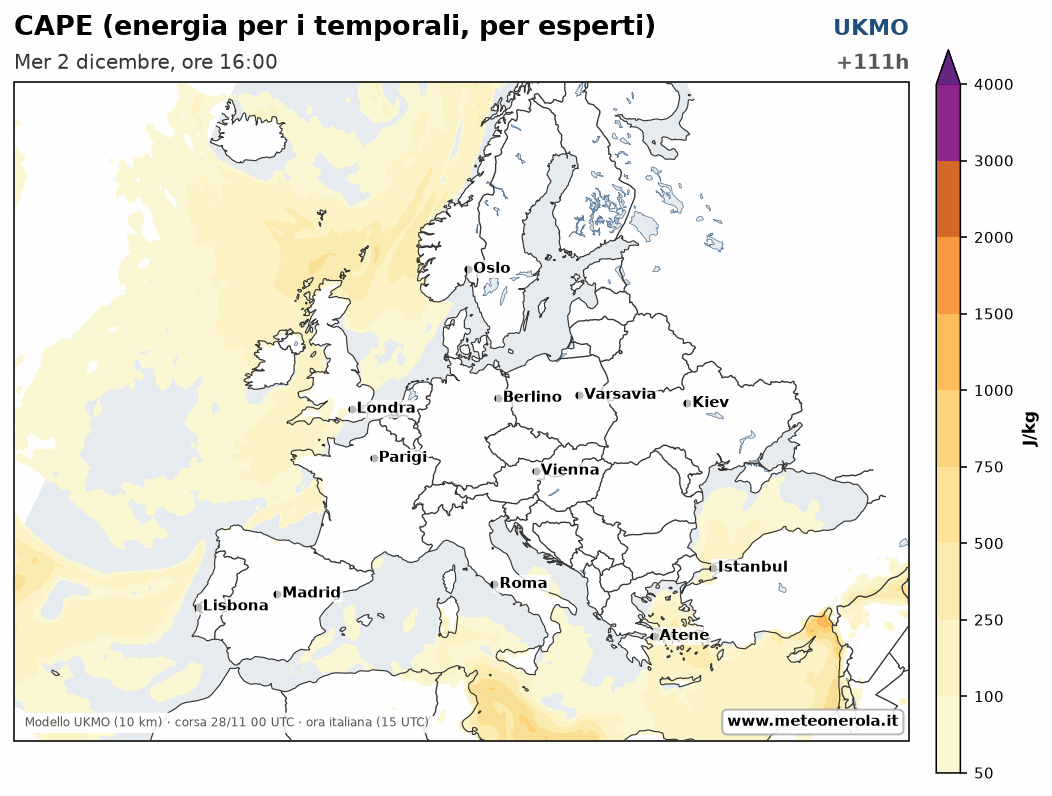 CAPE (energia per i temporali, per esperti)
UKMO
Mer 2 dicembre, ore 16:00
+111h
4000
3000
2000
1500
1000
750
500
250
100
50
J/kg
Oslo
Berlino
Varsavia
Kiev
Londra
Parigi
Vienna
Istanbul
Roma
Madrid
Lisbona
Atene
Modello UKMO (10 km) · corsa 28/11 00 UTC · ora italiana (15 UTC)
www.meteonerola.it